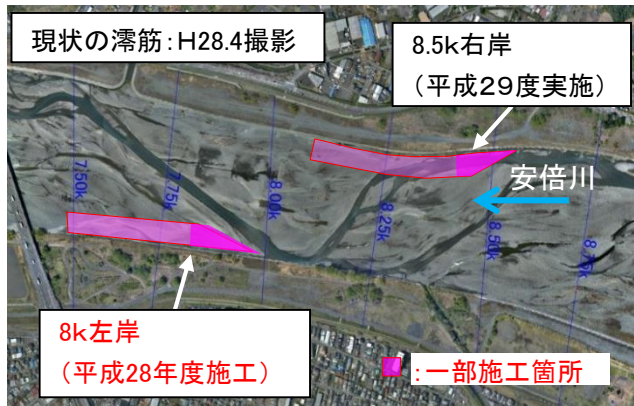 現状の澪筋:H28.4撮影
8.5k右岸
(平成29度実施)
安倍川
7.50k
7.75k
8.00k
8.25k
8.50k
8.75k
8k左岸
(平成28年度施工)
:一部施工箇所